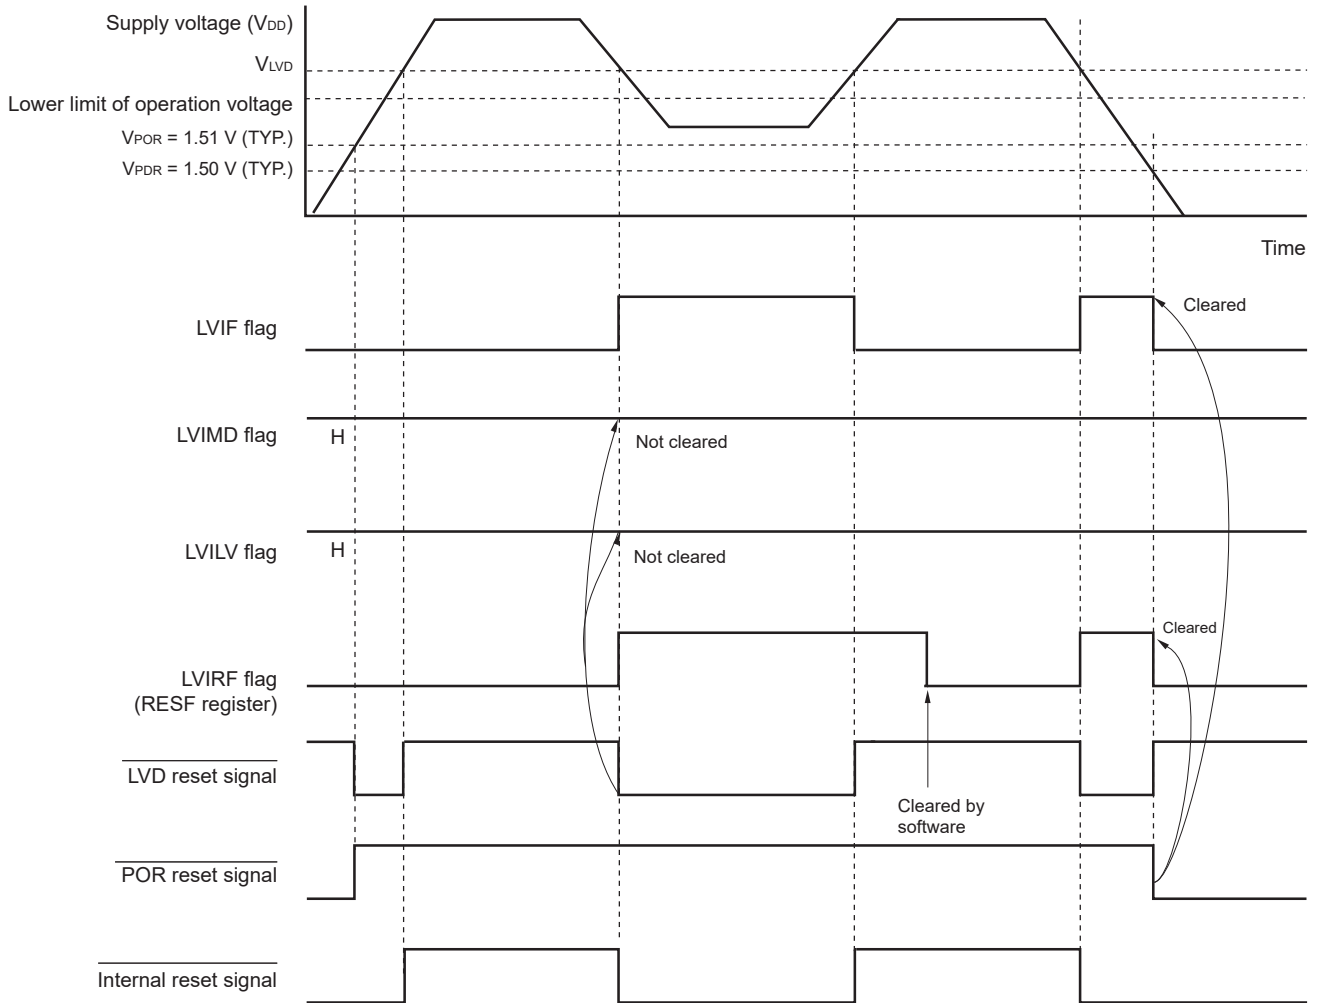 Supply voltage (VDD)
VLVD
Lower limit of operation voltage
VPOR = 1.51 V (TYP.)
VPDR = 1.50 V (TYP.)
Time
LVIF flag
Cleared
LVIMD flag
H
Not cleared
LVILV flag
H
Not cleared
LVIRF flag
(RESF register)
Cleared
LVD reset signal
Cleared by
software
POR reset signal
Internal reset signal